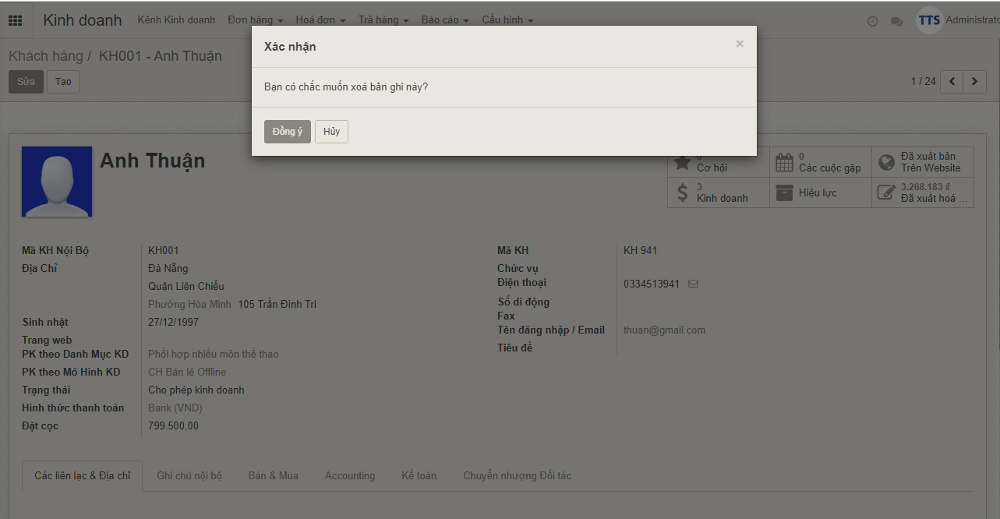 Kinh doanh Kênh Kinh doanh Đơn hàng Hoá đơn Trả hàng Báo cáo Cấu hình TTS Administrato
Khách hàng / KH001 - Anh Thuận
Sửa Tạo 1 / 24
Xác nhận ×
Bạn có chắc muốn xoá bản ghi này?
Đồng ý Hủy
Anh Thuận
0
Cơ hội
0
Các cuộc gặp
Đã xuất bản
Trên Website
3
Kinh doanh
Hiệu lực
3.268.183 đ
Đã xuất hoá ...
Mã KH Nội Bộ KH001
Địa Chỉ Đà Nẵng
Quận Liên Chiểu
Phường Hòa Minh 105 Trần Đình Tri
Sinh nhật 27/12/1997
Trang web
PK theo Danh Mục KD Phối hợp nhiều môn thể thao
PK theo Mô Hình KD CH Bán lẻ Offline
Trạng thái Cho phép kinh doanh
Hình thức thanh toán Bank (VND)
Đặt cọc 799.500,00
Mã KH KH 941
Chức vụ
Điện thoại 0334513941
Số di động
Fax
Tên đăng nhập / Email thuan@gmail.com
Tiêu đề
Các liên lạc & Địa chỉ Ghi chú nội bộ Bán & Mua Accounting Kế toán Chuyển nhượng Đối tác